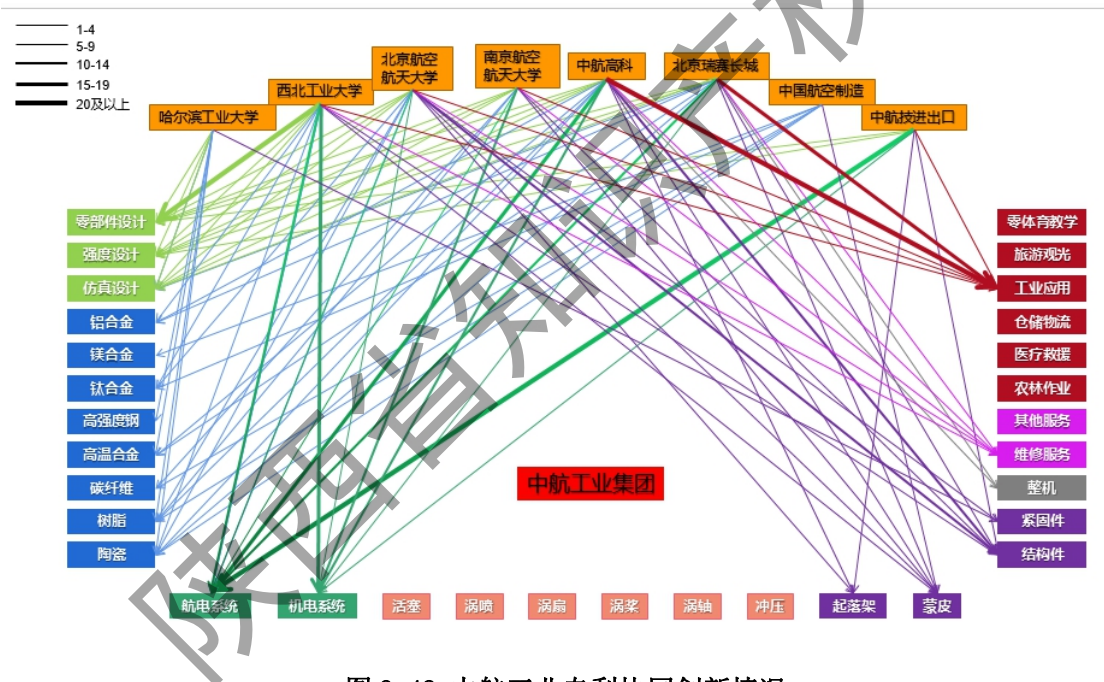 1-4
5-9
10-14
15-19
20及以上
哈尔滨工业大学
西北工业大学
北京航空
航天大学
南京航空
航天大学
中航高科
北京瑞赛长城
中国航空制造
中航技进出口
零部件设计
强度设计
仿真设计
铝合金
镁合金
钛合金
高强度钢
高温合金
碳纤维
树脂
陶瓷
零体育教学
旅游观光
工业应用
仓储物流
医疗救援
农林作业
其他服务
维修服务
整机
紧固件
结构件
中航工业集团
航电系统
机电系统
活塞
涡喷
涡扇
涡桨
涡轴
冲压
起落架
蒙皮
陕西省知识产权